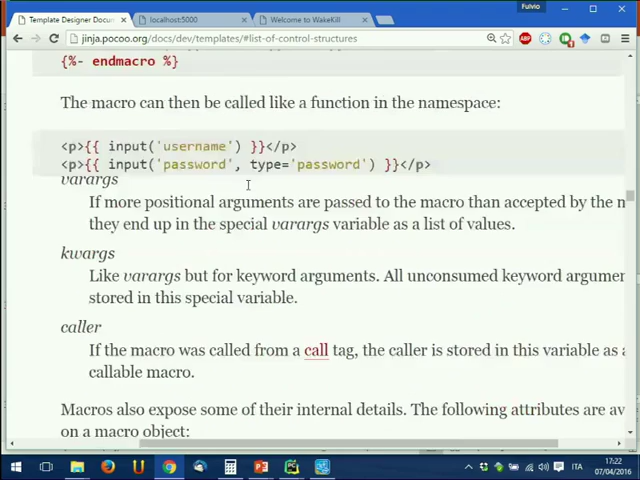 Fulvio
Template Designer Docum
localhost:5000
Welcome to WakeKill
jinja.pocoo.org/docs/dev/templates/#list-of-control-structures
{%- endmacro %}
The macro can then be called like a function in the namespace:
<p>{{ input('username') }}</p>
<p>{{ input('password', type='password') }}</p>
varargs
If more positional arguments are passed to the macro than accepted by the m
they end up in the special varargs variable as a list of values.
kwargs
Like varargs but for keyword arguments. All unconsumed keyword argumen
stored in this special variable.
caller
If the macro was called from a call tag, the caller is stored in this variable as a
callable macro.
Macros also expose some of their internal details. The following attributes are av
on a macro object:
ITA
17:22
07/04/2016